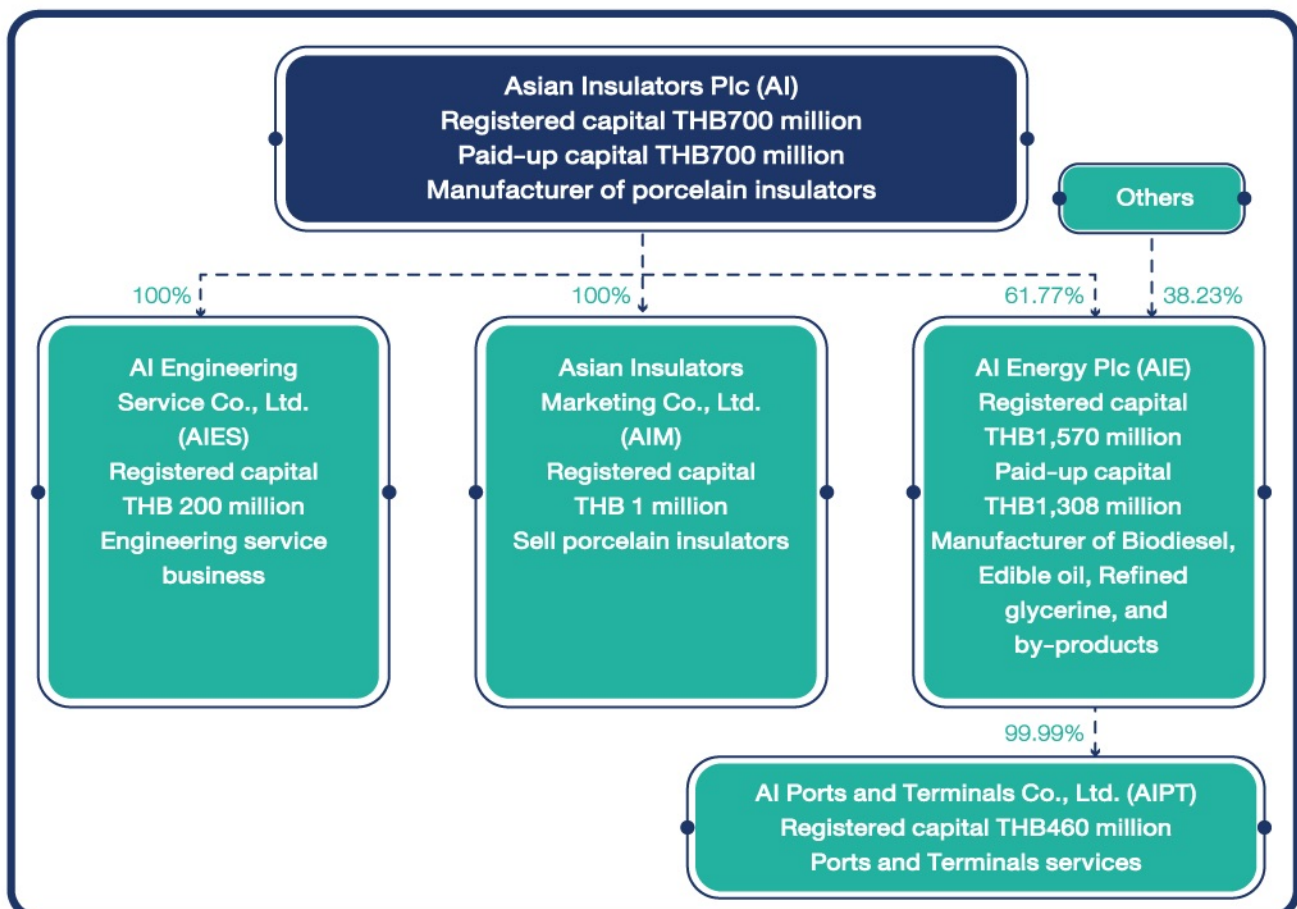 Asian Insulators Plc (AI)
Registered capital THB700 million
Paid-up capital THB700 million
Manufacturer of porcelain insulators
Others
100%
100%
61.77%
38.23%
AI Engineering
Service Co., Ltd.
(AIES)
Registered capital
THB 200 million
Engineering service
business
Asian Insulators
Marketing Co., Ltd.
(AIM)
Registered capital
THB 1 million
Sell porcelain insulators
AI Energy Plc (AIE)
Registered capital
THB1,570 million
Paid-up capital
THB1,308 million
Manufacturer of Biodiesel,
Edible oil, Refined
glycerine, and
by-products
99.99%
AI Ports and Terminals Co., Ltd. (AIPT)
Registered capital THB460 million
Ports and Terminals services